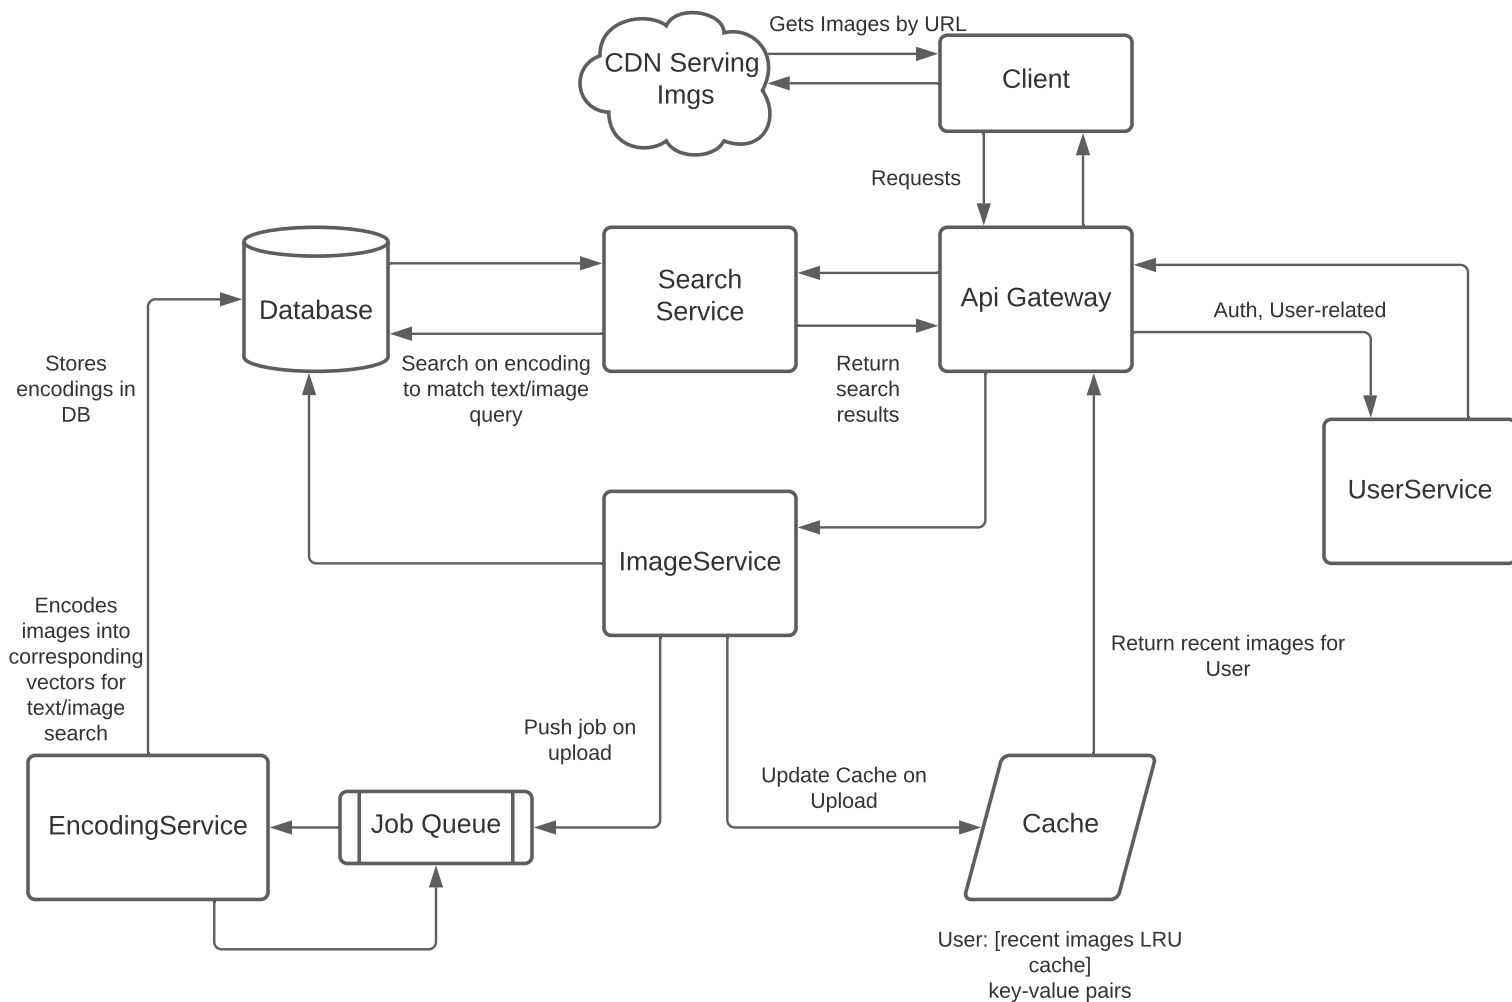 Gets Images by URL
CDN Serving
Imgs
Client
Requests
Database
Search
Service
Api Gateway
Auth, User-related
Stores
encodings in
DB
Search on encoding
to match text/image
query
Return
search
results
UserService
ImageService
Encodes
images into
corresponding
vectors for
text/image
search
Return recent images for
User
Push job on
upload
Update Cache on
Upload
EncodingService
Job Queue
Cache
User: [recent images LRU
cache]
key-value pairs